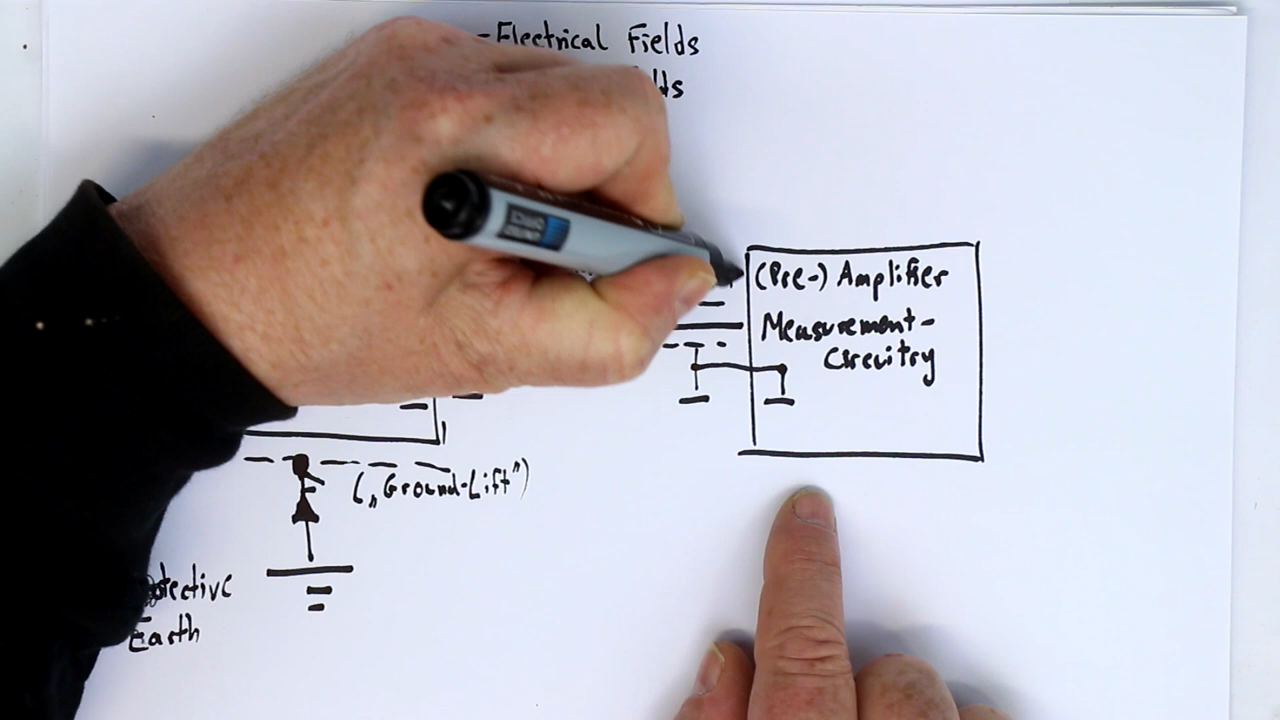 -Electrical Fields
(Pre-) Amplifier
Measurement-
Circuitry
(„Ground-Lift")
Earth